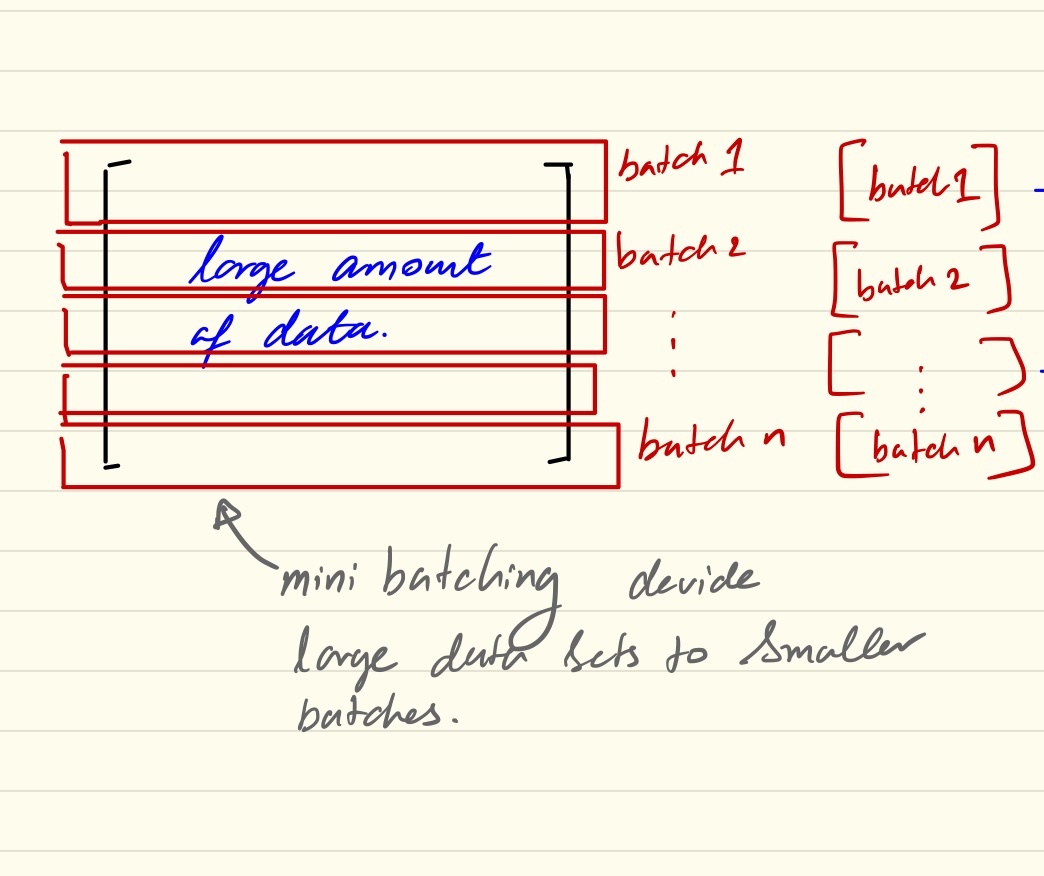 batch 1
[batch 1]
large amount
batch 2
[batch 2]
of data.
batch n
[batch n]
mini batching devide
large data sets to smaller
batches.